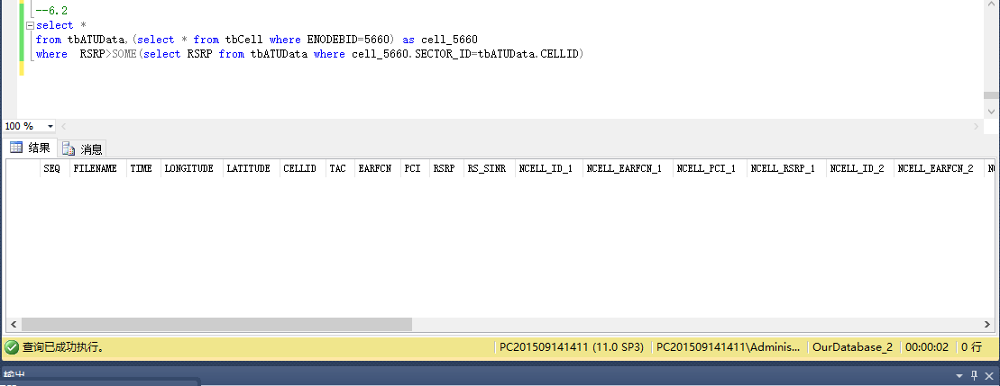 --6.2
select *
from tbATUData,(select * from tbCell where ENODEBID=5660) as cell_5660
where  RSRP>SOME(select RSRP from tbATUData where cell_5660.SECTOR_ID=tbATUData.CELLID)
100 %
结果 消息
SEQ FILENAME TIME LONGITUDE LATITUDE CELLID TAC EARFCN PCI RSRP RS_SINR NCELL_ID_1 NCELL_EARFCN_1 NCELL_PCI_1 NCELL_RSRP_1 NCELL_ID_2 NCELL_EARFCN_2
查询已成功执行。 PC201509141411 (11.0 SP3) PC201509141411\Adminis... OurDatabase_2 00:00:02 0 行
输出